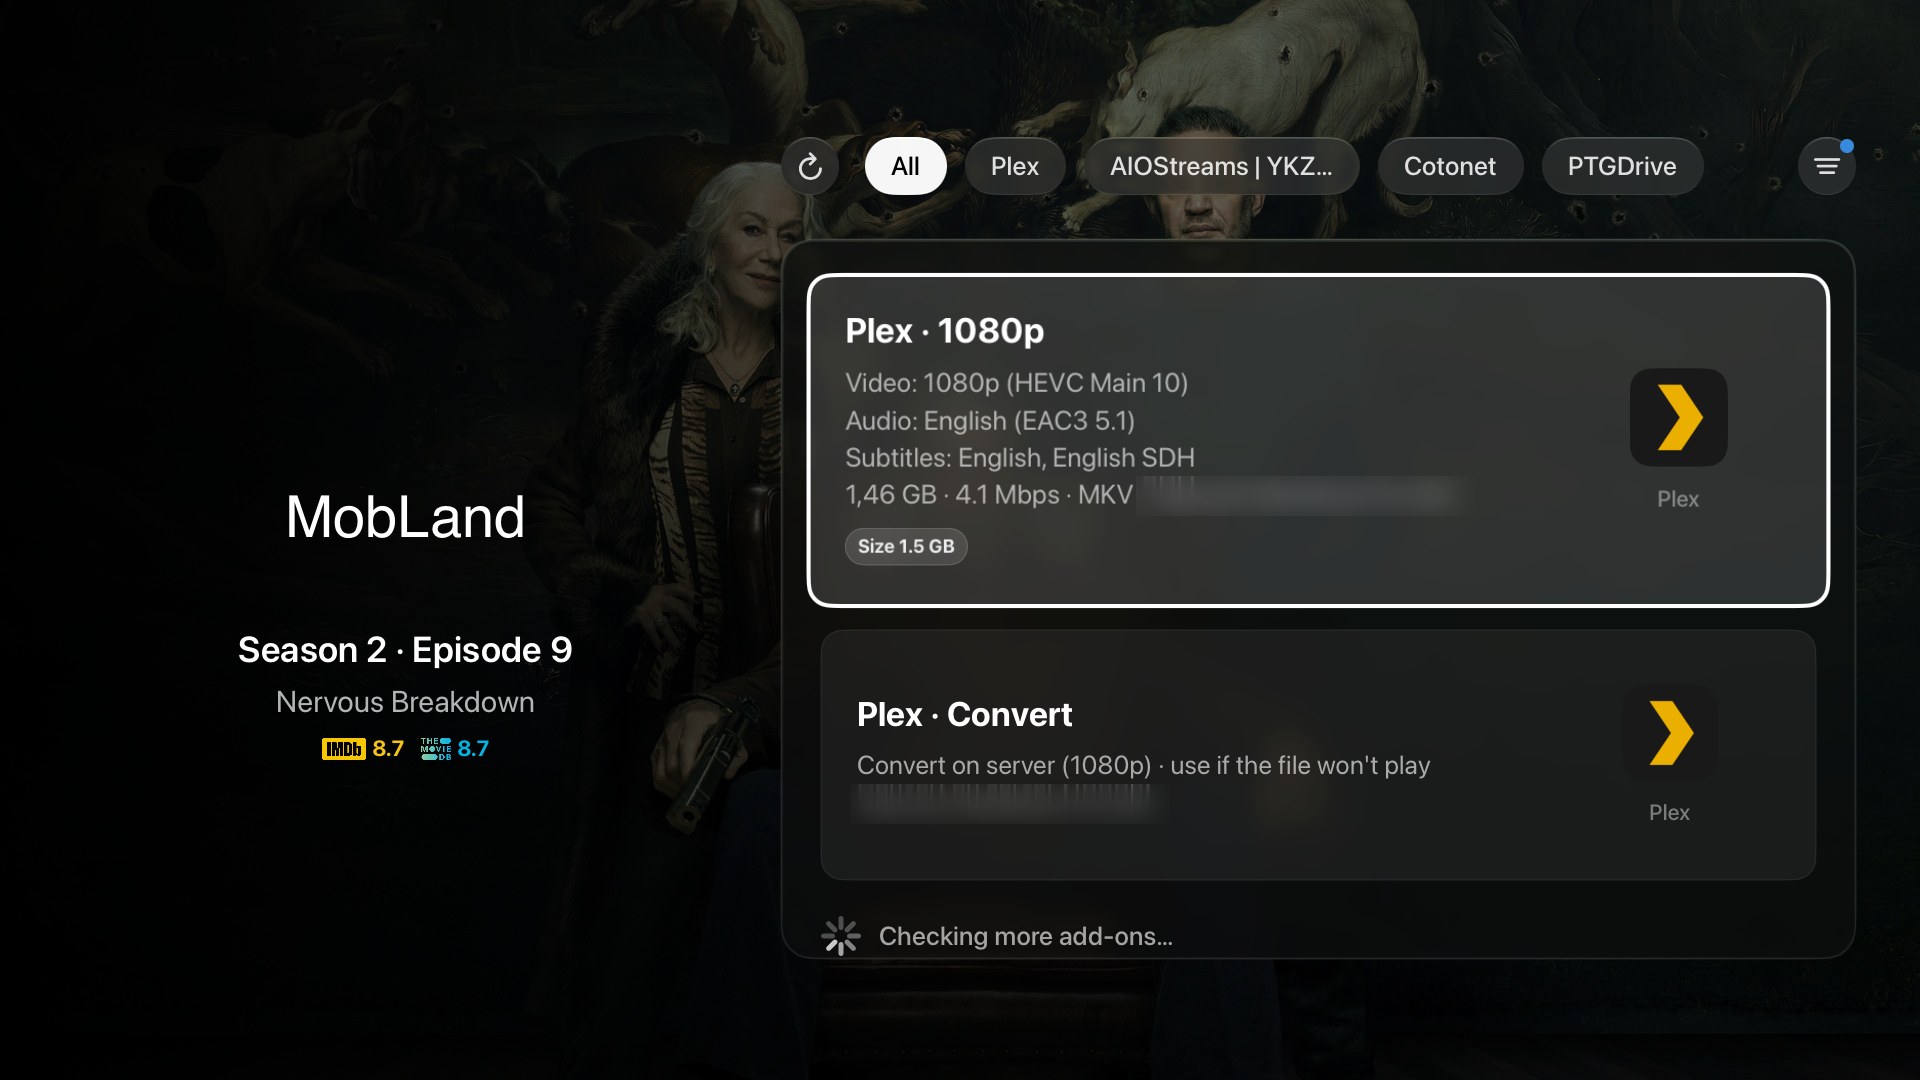 All
Plex
AIOStreams | YKZ...
Cotonet
PTGDrive
MobLand
Season 2 · Episode 9
Nervous Breakdown
IMDb 8.7
THE MOVIE DB 8.7
Plex · 1080p
Video: 1080p (HEVC Main 10)
Audio: English (EAC3 5.1)
Subtitles: English, English SDH
1,46 GB · 4.1 Mbps · MKV
Size 1.5 GB
Plex
Plex · Convert
Convert on server (1080p) · use if the file won't play
Plex
Checking more add-ons...